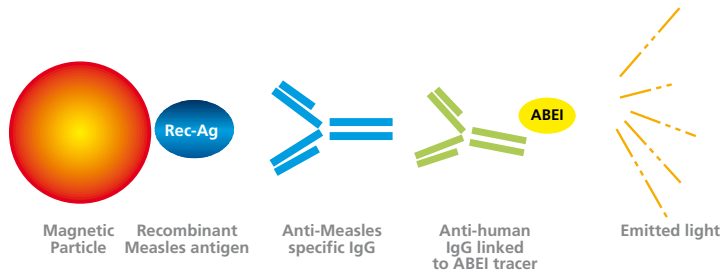 Rec-Ag
ABEI
Magnetic
Particle
Recombinant
Measles antigen
Anti-Measles
specific IgG
Anti-human
IgG linked
to ABEI tracer
Emitted light